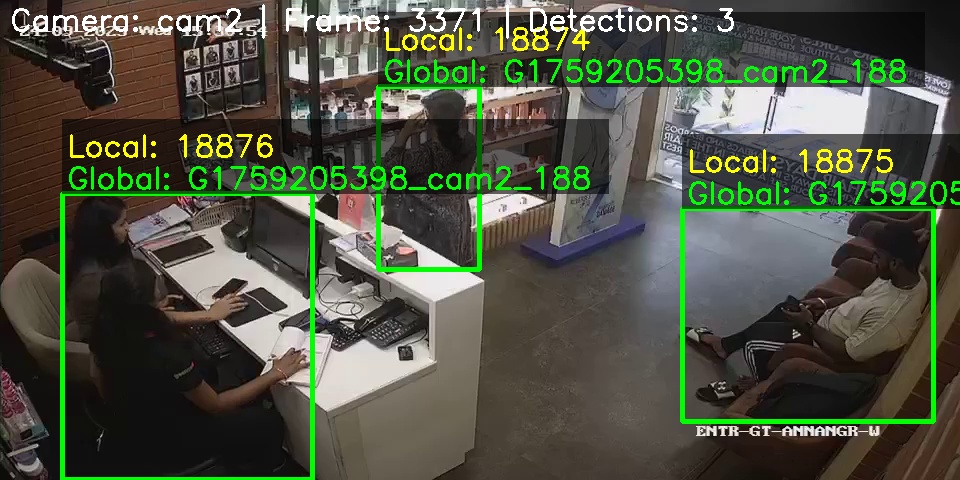 Camera: cam2 | Frame: 3371 | Detections: 3
Local: 18874
Global: G1759205398_cam2_188
Local: 18876
Global: G1759205398_cam2_188
Local: 18875
Global: G1759205
ENTR-GT-ANNANGR-W